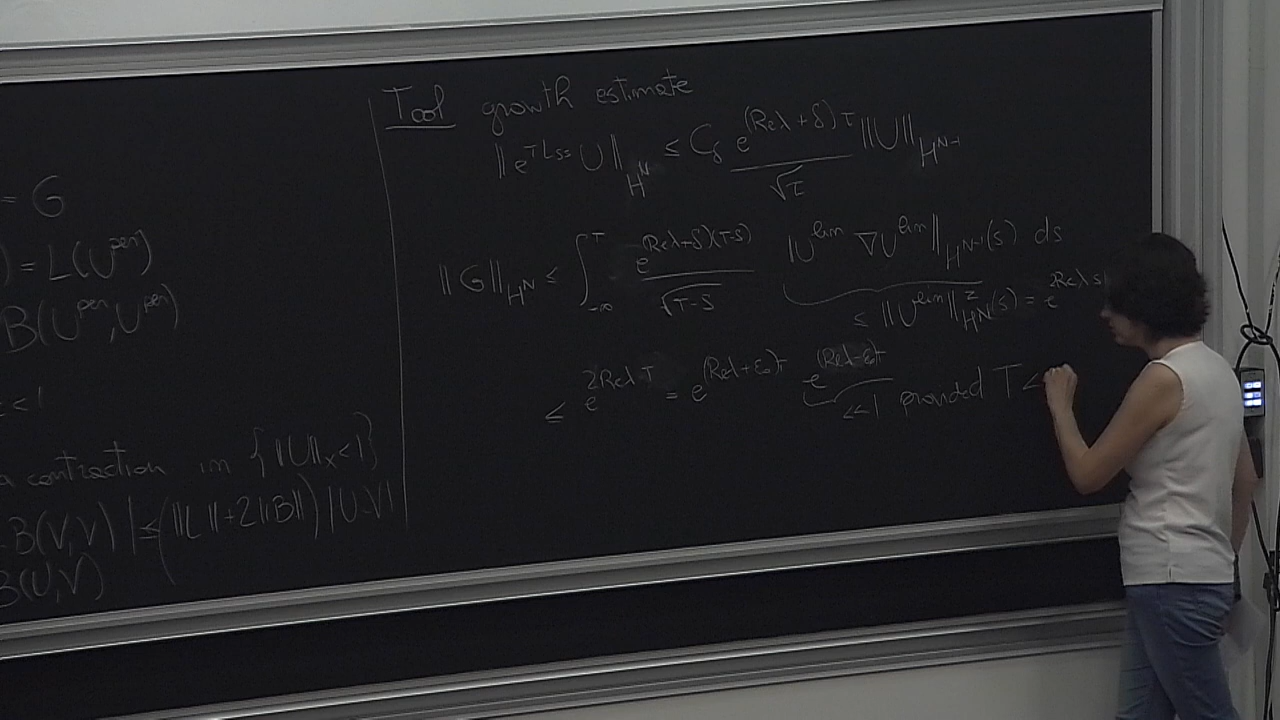 = G
) = L(U^per)
B(U^per, U^per)
< 1
a contraction in {||U||_X < 1}
B(V,V) | ≤ (||L|| + 2||B||) |U-V|
B(U,V)
Tool growth estimate
||e^{τ L_ss} U||_{H^N} ≤ C_δ e^{(Reλ+δ)τ} / √τ ||U||_{H^{N-1}}
||G||_{H^N} ≤ ∫_{-∞}^{τ} e^{(Reλ+δ)(τ-s)} / √(τ-s) ||U^lin ∇U^lin||_{H^{N-1}}(s) ds
≤ ||U^lin||²_{H^N}(s) = e^{2Reλ s}
≤ e^{2Reλ T} = e^{(Reλ+ε₀)τ} e^{(Reλ-ε₀)τ}
≪1 provided T <